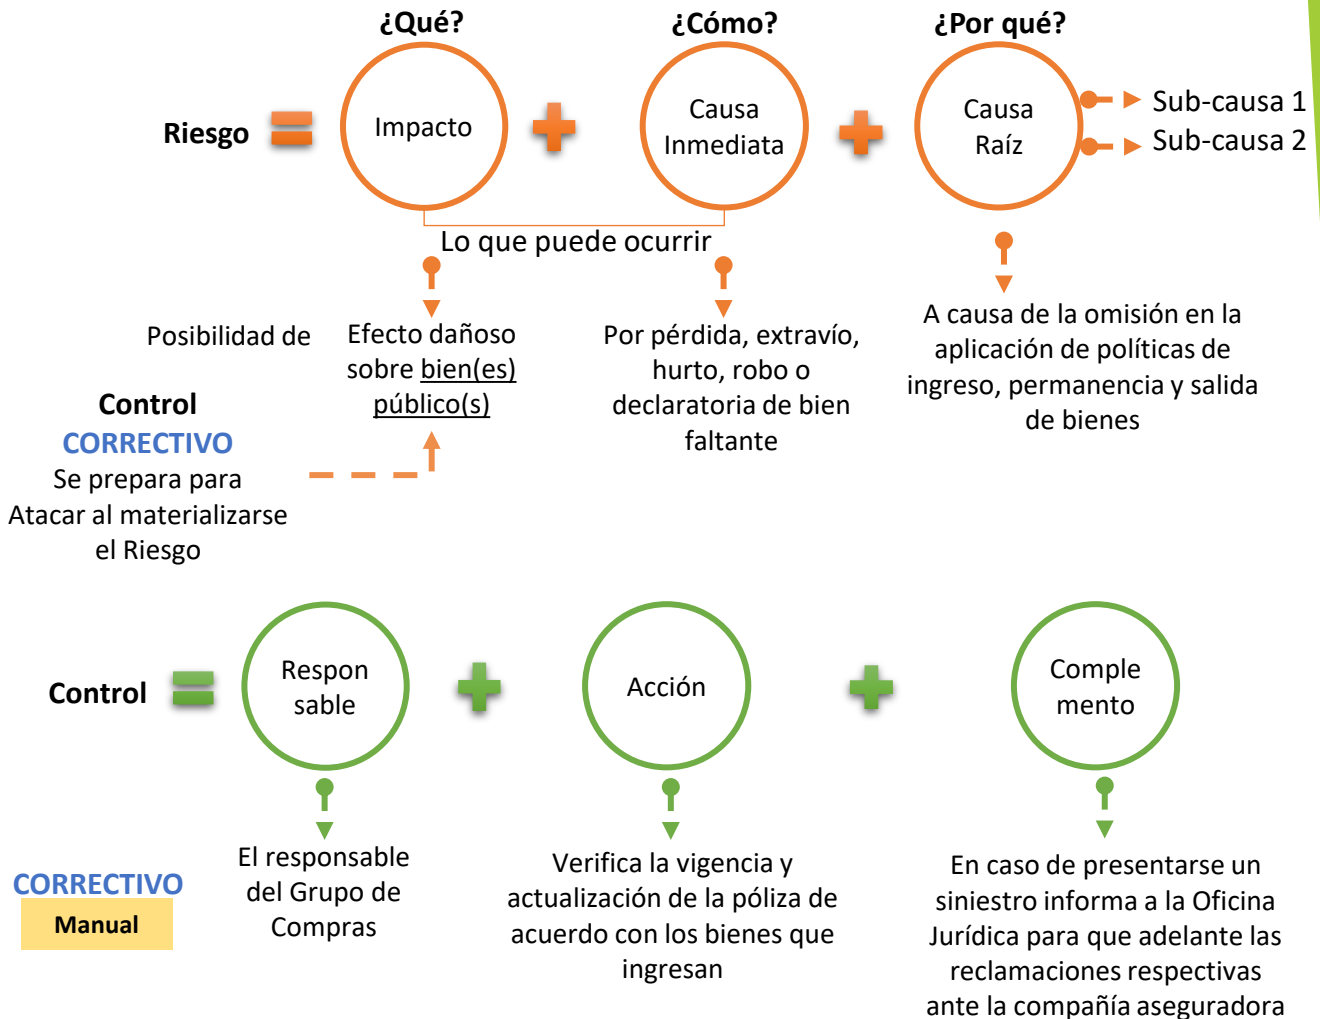 ¿Qué?
¿Cómo?
¿Por qué?
Riesgo
Impacto
Causa
Inmediata
Causa
Raíz
Sub-causa 1
Sub-causa 2
Lo que puede ocurrir
Posibilidad de
Efecto dañoso
sobre bien(es)
público(s)
Por pérdida, extravío,
hurto, robo o
declaratoria de bien
faltante
A causa de la omisión en la
aplicación de políticas de
ingreso, permanencia y salida
de bienes
Control
CORRECTIVO
Se prepara para
Atacar al materializarse
el Riesgo
Control
Respon
sable
Acción
Comple
mento
CORRECTIVO
Manual
El responsable
del Grupo de
Compras
Verifica la vigencia y
actualización de la póliza de
acuerdo con los bienes que
ingresan
En caso de presentarse un
siniestro informa a la Oficina
Jurídica para que adelante las
reclamaciones respectivas
ante la compañía aseguradora